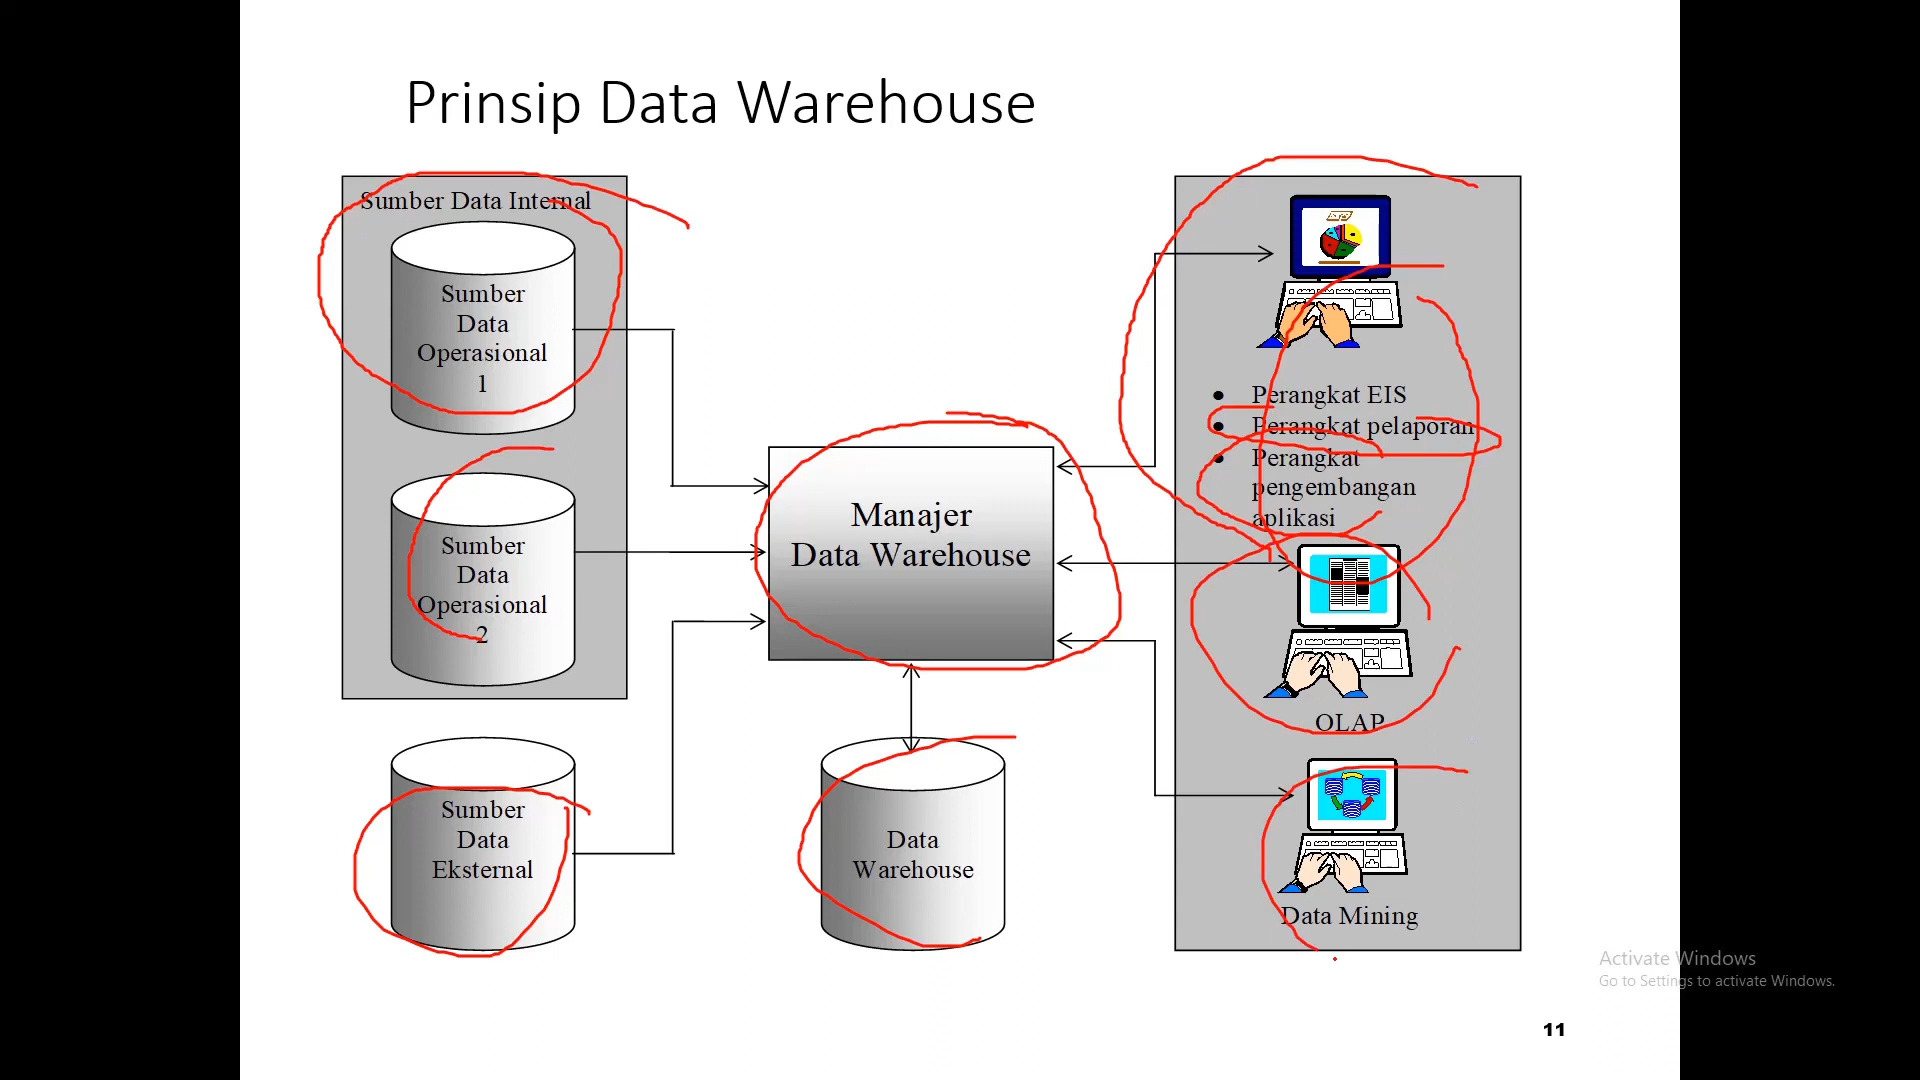 Prinsip Data Warehouse
Sumber Data Internal
Sumber
Data
Operasional
1
Sumber
Data
Operasional
2
Sumber
Data
Eksternal
Manajer
Data Warehouse
Data
Warehouse
• Perangkat EIS
• Perangkat pelaporan
• Perangkat
pengembangan
aplikasi
OLAP
Data Mining
Activate Windows
Go to Settings to activate Windows.
11